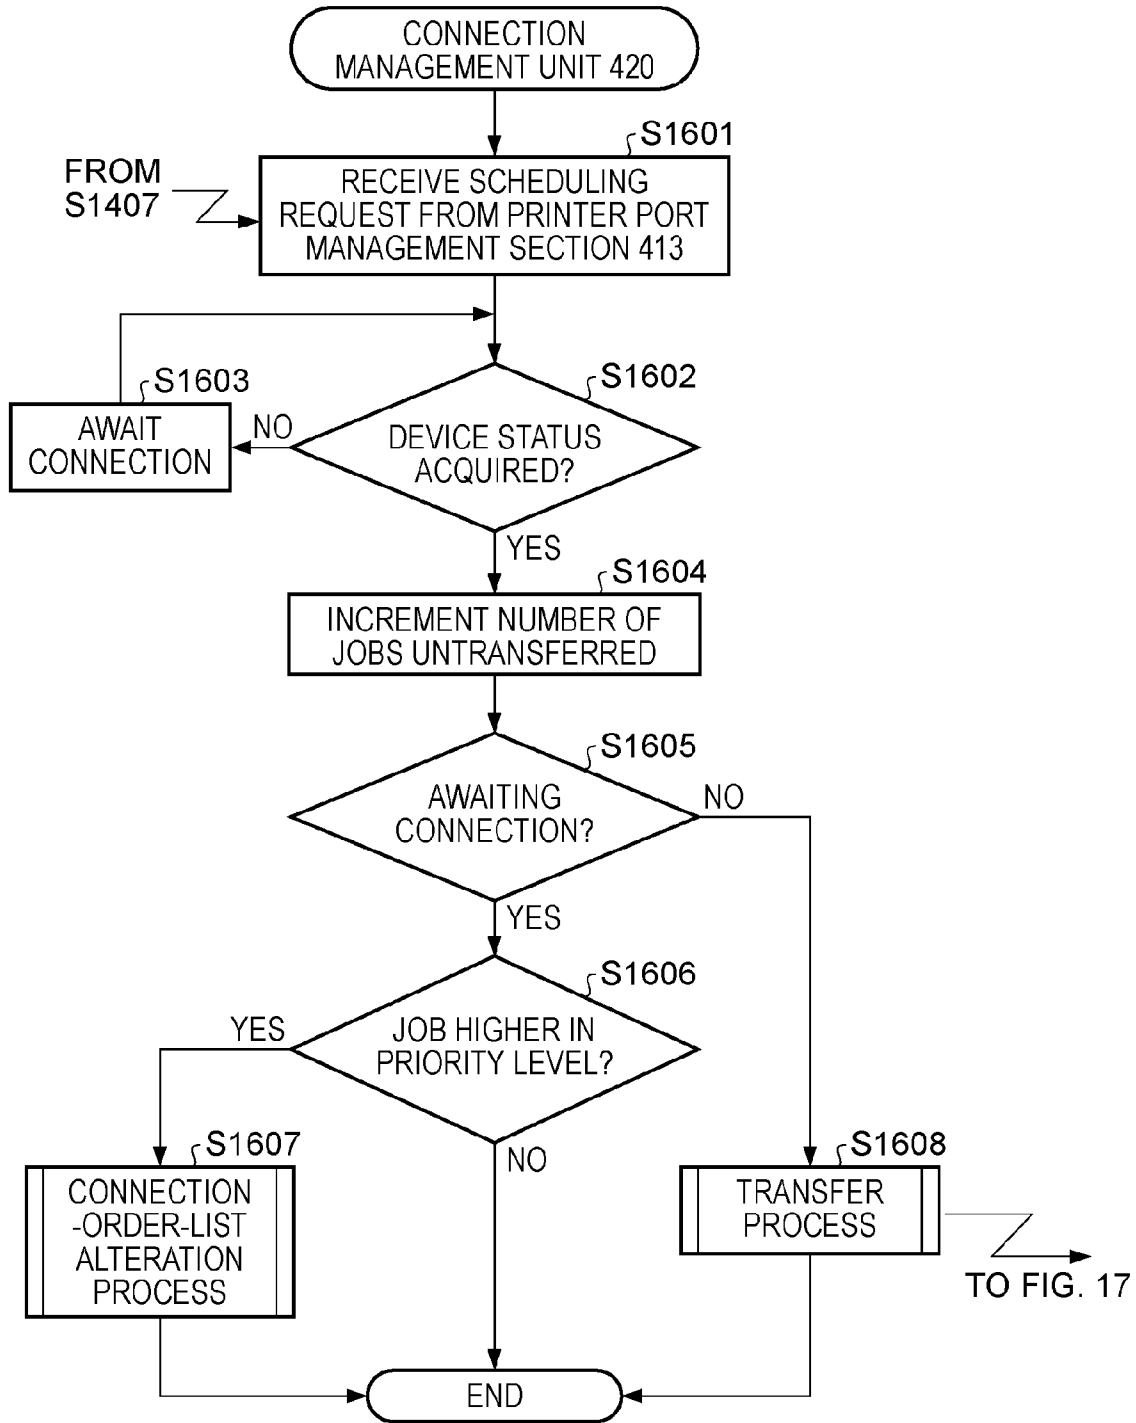 CONNECTION
MANAGEMENT UNIT 420
S1601
FROM
S1407
RECEIVE SCHEDULING
REQUEST FROM PRINTER PORT
MANAGEMENT SECTION 413
S1603
S1602
AWAIT
CONNECTION
NO
DEVICE STATUS
ACQUIRED?
YES
S1604
INCREMENT NUMBER OF
JOBS UNTRANSFERRED
S1605
AWAITING
CONNECTION?
NO
YES
S1606
YES
JOB HIGHER IN
PRIORITY LEVEL?
NO
S1607
S1608
CONNECTION
-ORDER-LIST
ALTERATION
PROCESS
TRANSFER
PROCESS
TO FIG. 17
END